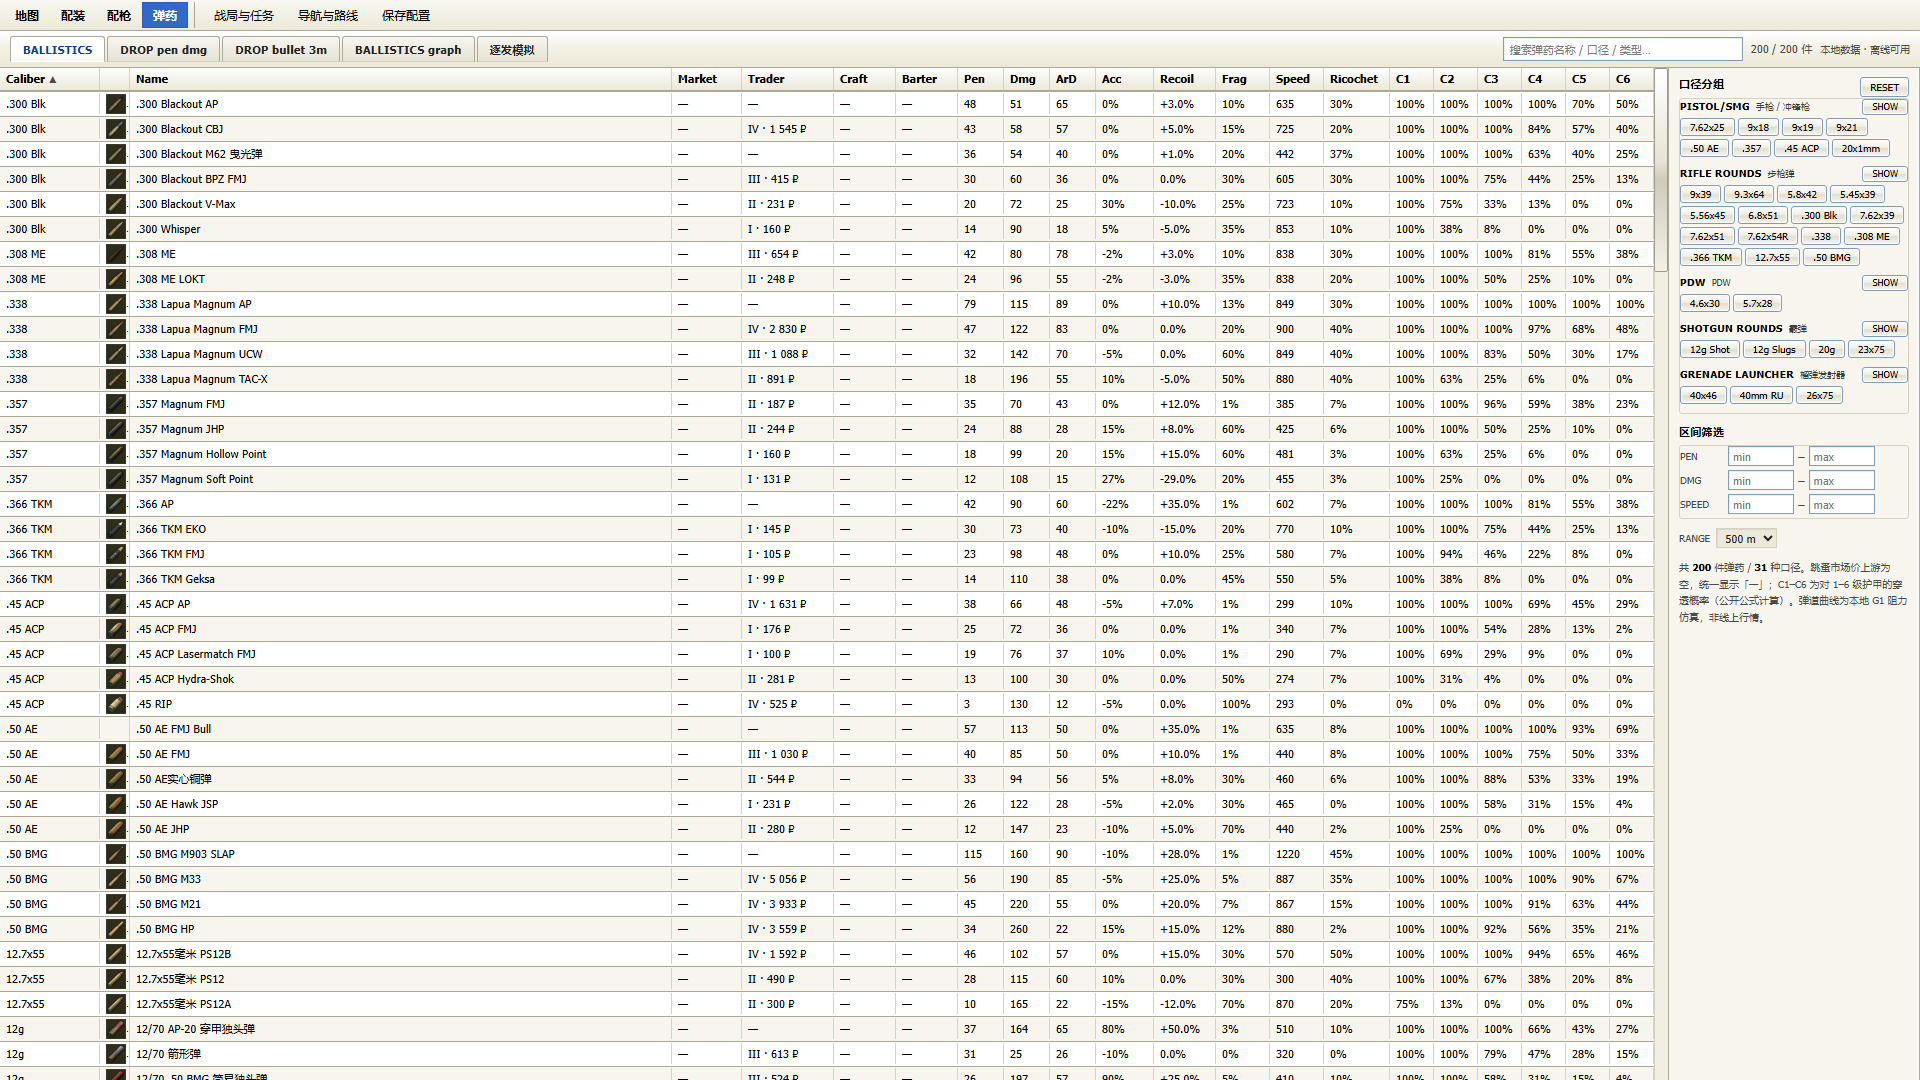 地图 配装 配枪 弹药 战局与任务 导航与路线 保存配置
BALLISTICS DROP pen dmg DROP bullet 3m BALLISTICS graph 逐发模拟 搜索弹药名称 / 口径 / 类型... 200 / 200 件 本地数据 · 离线可用
Caliber ▲ Name Market Trader Craft Barter Pen Dmg ArD Acc Recoil Frag Speed Ricochet C1 C2 C3 C4 C5 C6
.300 Blk .300 Blackout AP — — — — 48 51 65 0% +3.0% 10% 635 30% 100% 100% 100% 100% 70% 50%
.300 Blk .300 Blackout CBJ — IV · 1 545 ₽ — — 43 58 57 0% +5.0% 15% 725 20% 100% 100% 100% 84% 57% 40%
.300 Blk .300 Blackout M62 曳光弹 — — — — 36 54 40 0% +1.0% 20% 442 37% 100% 100% 100% 63% 40% 25%
.300 Blk .300 Blackout BPZ FMJ — III · 415 ₽ — — 30 60 36 0% 0.0% 30% 605 30% 100% 100% 75% 44% 25% 13%
.300 Blk .300 Blackout V-Max — II · 231 ₽ — — 20 72 25 30% -10.0% 25% 723 10% 100% 75% 33% 13% 0% 0%
.300 Blk .300 Whisper — I · 160 ₽ — — 14 90 18 5% -5.0% 35% 853 10% 100% 38% 8% 0% 0% 0%
.308 ME .308 ME — III · 654 ₽ — — 42 80 78 -2% +3.0% 10% 838 30% 100% 100% 100% 81% 55% 38%
.308 ME .308 ME LOKT — II · 248 ₽ — — 24 96 55 -2% -3.0% 35% 838 20% 100% 100% 50% 25% 10% 0%
.338 .338 Lapua Magnum AP — — — — 79 115 89 0% +10.0% 13% 849 30% 100% 100% 100% 100% 100% 100%
.338 .338 Lapua Magnum FMJ — IV · 2 830 ₽ — — 47 122 83 0% 0.0% 20% 900 40% 100% 100% 100% 97% 68% 48%
.338 .338 Lapua Magnum UCW — III · 1 088 ₽ — — 32 142 70 -5% 0.0% 60% 849 40% 100% 100% 83% 50% 30% 17%
.338 .338 Lapua Magnum TAC-X — II · 891 ₽ — — 18 196 55 10% -5.0% 50% 880 40% 100% 63% 25% 6% 0% 0%
.357 .357 Magnum FMJ — II · 187 ₽ — — 35 70 43 0% +12.0% 1% 385 7% 100% 100% 96% 59% 38% 23%
.357 .357 Magnum JHP — II · 244 ₽ — — 24 88 28 15% +8.0% 60% 425 6% 100% 100% 50% 25% 10% 0%
.357 .357 Magnum Hollow Point — I · 160 ₽ — — 18 99 20 15% +15.0% 60% 481 3% 100% 63% 25% 6% 0% 0%
.357 .357 Magnum Soft Point — I · 131 ₽ — — 12 108 15 27% -29.0% 20% 455 3% 100% 25% 0% 0% 0% 0%
.366 TKM .366 AP — — — — 42 90 60 -22% +35.0% 1% 602 7% 100% 100% 100% 81% 55% 38%
.366 TKM .366 TKM EKO — I · 145 ₽ — — 30 73 40 -10% -15.0% 20% 770 10% 100% 100% 75% 44% 25% 13%
.366 TKM .366 TKM FMJ — I · 105 ₽ — — 23 98 48 0% +10.0% 25% 580 7% 100% 94% 46% 22% 8% 0%
.366 TKM .366 TKM Geksa — I · 99 ₽ — — 14 110 38 0% 0.0% 45% 550 5% 100% 38% 8% 0% 0% 0%
.45 ACP .45 ACP AP — IV · 1 631 ₽ — — 38 66 48 -5% +7.0% 1% 299 10% 100% 100% 100% 69% 45% 29%
.45 ACP .45 ACP FMJ — I · 176 ₽ — — 25 72 36 0% 0.0% 1% 340 7% 100% 100% 54% 28% 13% 2%
.45 ACP .45 ACP Lasermatch FMJ — I · 100 ₽ — — 19 76 37 10% 0.0% 1% 290 7% 100% 69% 29% 9% 0% 0%
.45 ACP .45 ACP Hydra-Shok — II · 281 ₽ — — 13 100 30 0% 0.0% 50% 274 7% 100% 31% 4% 0% 0% 0%
.45 ACP .45 RIP — IV · 525 ₽ — — 3 130 12 -5% 0.0% 100% 293 0% 0% 0% 0% 0% 0% 0%
.50 AE .50 AE FMJ Bull — — — — 57 113 50 0% +35.0% 1% 635 8% 100% 100% 100% 100% 93% 69%
.50 AE .50 AE FMJ — III · 1 030 ₽ — — 40 85 50 0% +10.0% 1% 440 8% 100% 100% 100% 75% 50% 33%
.50 AE .50 AE实心铜弹 — II · 544 ₽ — — 33 94 56 5% +8.0% 30% 460 6% 100% 100% 88% 53% 33% 19%
.50 AE .50 AE Hawk JSP — I · 231 ₽ — — 26 122 28 -5% +2.0% 30% 465 0% 100% 100% 58% 31% 15% 4%
.50 AE .50 AE JHP — II · 280 ₽ — — 12 147 23 -10% +5.0% 70% 440 2% 100% 25% 0% 0% 0% 0%
.50 BMG .50 BMG M903 SLAP — — — — 115 160 90 -10% +28.0% 1% 1220 45% 100% 100% 100% 100% 100% 100%
.50 BMG .50 BMG M33 — IV · 5 056 ₽ — — 56 190 85 -5% +25.0% 5% 887 35% 100% 100% 100% 100% 90% 67%
.50 BMG .50 BMG M21 — IV · 3 933 ₽ — — 45 220 55 0% +20.0% 7% 867 15% 100% 100% 100% 91% 63% 44%
.50 BMG .50 BMG HP — IV · 3 559 ₽ — — 34 260 22 15% +15.0% 12% 880 2% 100% 100% 92% 56% 35% 21%
12.7x55 12.7x55毫米 PS12B — IV · 1 592 ₽ — — 46 102 57 0% +15.0% 30% 570 50% 100% 100% 100% 94% 65% 46%
12.7x55 12.7x55毫米 PS12 — II · 490 ₽ — — 28 115 60 10% 0.0% 30% 300 40% 100% 100% 67% 38% 20% 8%
12.7x55 12.7x55毫米 PS12A — II · 300 ₽ — — 10 165 22 -15% -12.0% 70% 870 20% 75% 13% 0% 0% 0% 0%
12g 12/70 AP-20 穿甲独头弹 — — — — 37 164 65 80% +50.0% 3% 510 10% 100% 100% 100% 66% 43% 27%
12g 12/70 箭形弹 — III · 613 ₽ — — 31 25 26 -10% 0.0% 0% 320 0% 100% 100% 79% 47% 28% 15%
12g 12/70 .50 BMG 简易独头弹 — III · 524 ₽ — — 26 197 57 90% +25.0% 5% 410 10% 100% 100% 58% 31% 15% 4%
口径分组 RESET
PISTOL/SMG 手枪 / 冲锋枪 SHOW
7.62x25 9x18 9x19 9x21
.50 AE .357 .45 ACP 20x1mm
RIFLE ROUNDS 步枪弹 SHOW
9x39 9.3x64 5.8x42 5.45x39
5.56x45 6.8x51 .300 Blk 7.62x39
7.62x51 7.62x54R .338 .308 ME
.366 TKM 12.7x55 .50 BMG
PDW PDW SHOW
4.6x30 5.7x28
SHOTGUN ROUNDS 霰弹 SHOW
12g Shot 12g Slugs 20g 23x75
GRENADE LAUNCHER 榴弹发射器 SHOW
40x46 40mm RU 26x75
区间筛选
PEN min – max
DMG min – max
SPEED min – max
RANGE 500 m
共 200 件弹药 / 31 种口径。跳蚤市场价上游为
空，统一显示「—」；C1–C6 为对 1–6 级护甲的穿
透概率（公开公式计算）。弹道曲线为本地 G1 阻力
仿真，非线上行情。